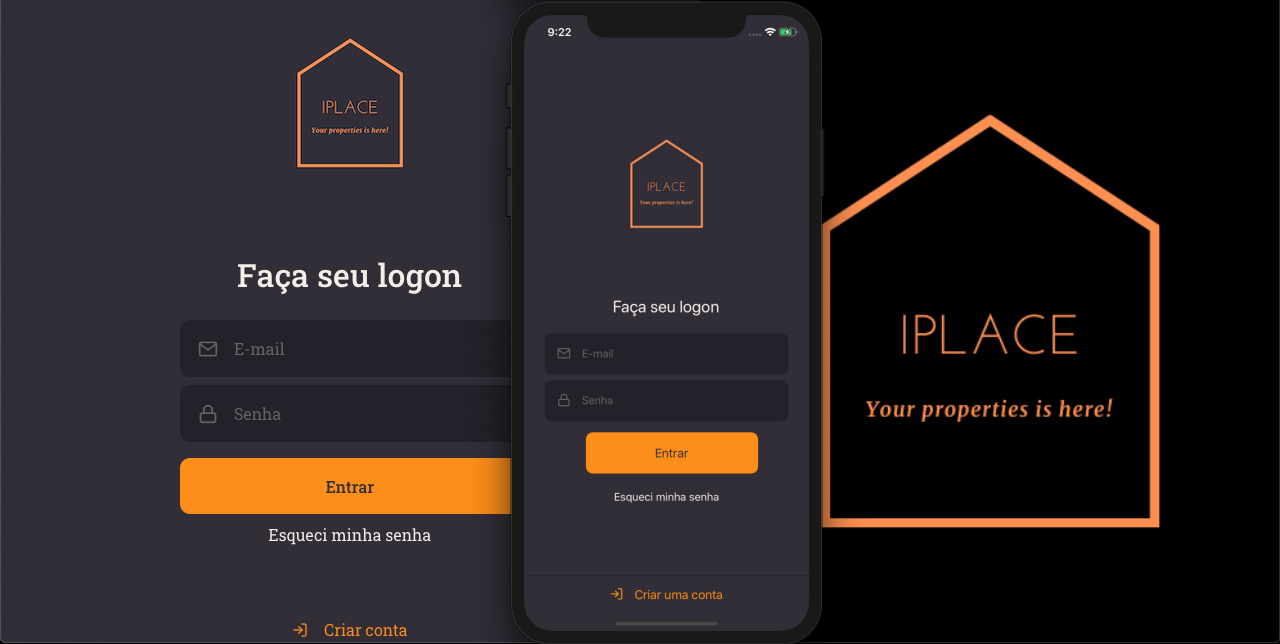 IPLACE
Your properties is here!
Faça seu logon
E-mail
Senha
Entrar
Esqueci minha senha
Criar conta
9:22
IPLACE
Your properties is here!
Faça seu logon
E-mail
Senha
Entrar
Esqueci minha senha
Criar uma conta
IPLACE
Your properties is here!